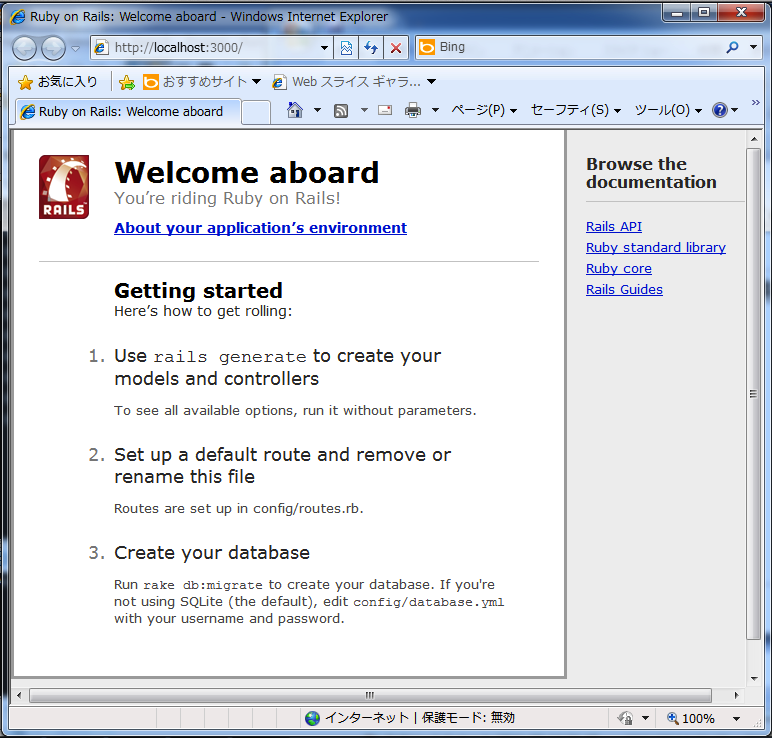 Ruby on Rails: Welcome aboard - Windows Internet Explorer
http://localhost:3000/
Bing
お気に入り
おすすめサイト
Web スライス ギャラ...
Ruby on Rails: Welcome aboard
ページ(P)
セーフティ(S)
ツール(O)
RAILS
Welcome aboard
You're riding Ruby on Rails!
About your application's environment
Getting started
Here's how to get rolling:
1. Use rails generate to create your
models and controllers
To see all available options, run it without parameters.
2. Set up a default route and remove or
rename this file
Routes are set up in config/routes.rb.
3. Create your database
Run rake db:migrate to create your database. If you're
not using SQLite (the default), edit config/database.yml
with your username and password.
Browse the
documentation
Rails API
Ruby standard library
Ruby core
Rails Guides
インターネット | 保護モード: 無効
100%